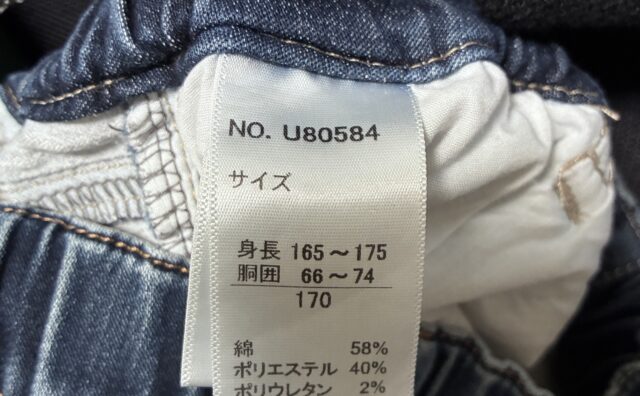 NO. U80584
サイズ
身長 165～175
胴囲 66～74
170
綿 58%
ポリエステル 40%
ポリウレタン 2%